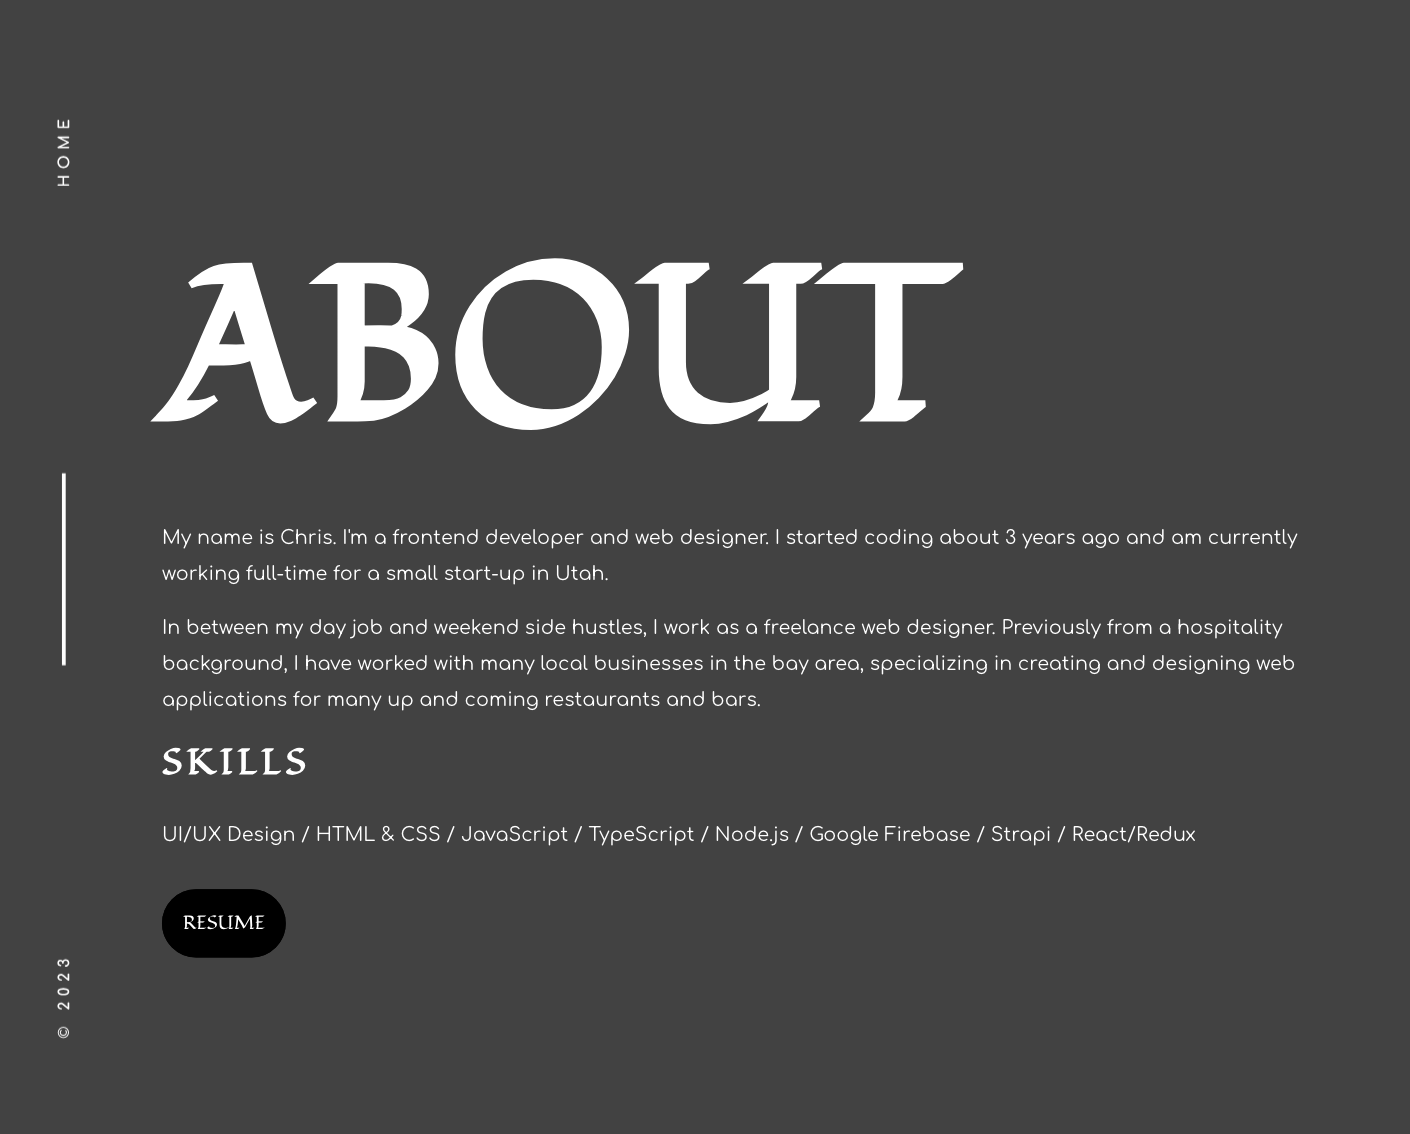 HOME
ABOUT
My name is Chris. I'm a frontend developer and web designer. I started coding about 3 years ago and am currently
working full-time for a small start-up in Utah.
In between my day job and weekend side hustles, I work as a freelance web designer. Previously from a hospitality
background, I have worked with many local businesses in the bay area, specializing in creating and designing web
applications for many up and coming restaurants and bars.
SKILLS
UI/UX Design / HTML & CSS / JavaScript / TypeScript / Node.js / Google Firebase / Strapi / React/Redux
RESUME
© 2023